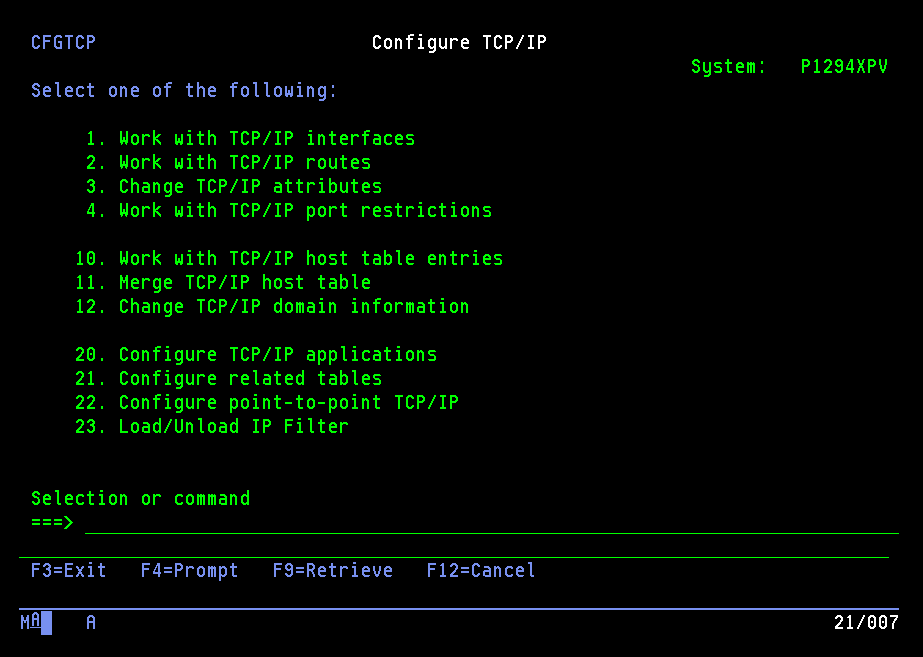 CFGTCP Configure TCP/IP
System: P1294XPV
Select one of the following:
1. Work with TCP/IP interfaces
2. Work with TCP/IP routes
3. Change TCP/IP attributes
4. Work with TCP/IP port restrictions
10. Work with TCP/IP host table entries
11. Merge TCP/IP host table
12. Change TCP/IP domain information
20. Configure TCP/IP applications
21. Configure related tables
22. Configure point-to-point TCP/IP
23. Load/Unload IP Filter
Selection or command
===>
F3=Exit F4=Prompt F9=Retrieve F12=Cancel
MA A 21/007